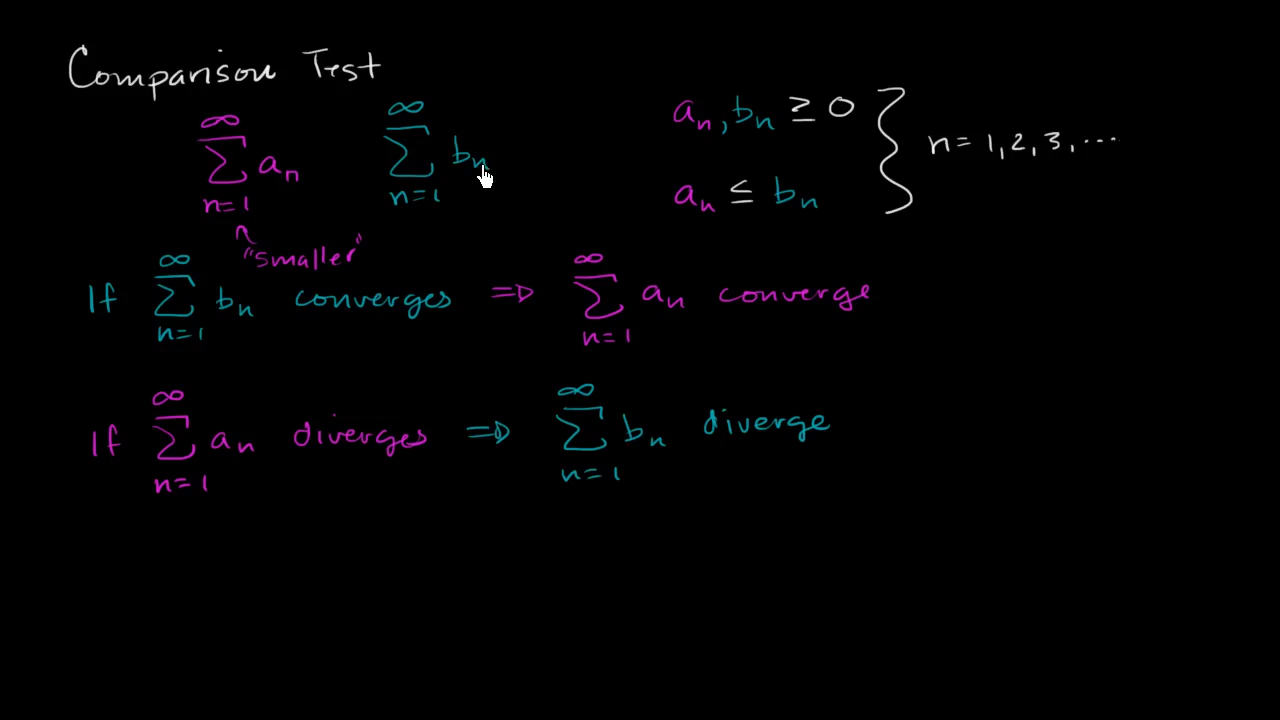 Comparison Test
∞ ∑ n=1 aₙ   ∞ ∑ n=1 bₙ   aₙ, bₙ ≥ 0
aₙ ≤ bₙ } n = 1, 2, 3, ...
"smaller"
If ∞ ∑ n=1 bₙ converges ⇒ ∞ ∑ n=1 aₙ converge
If ∞ ∑ n=1 aₙ diverges ⇒ ∞ ∑ n=1 bₙ diverge